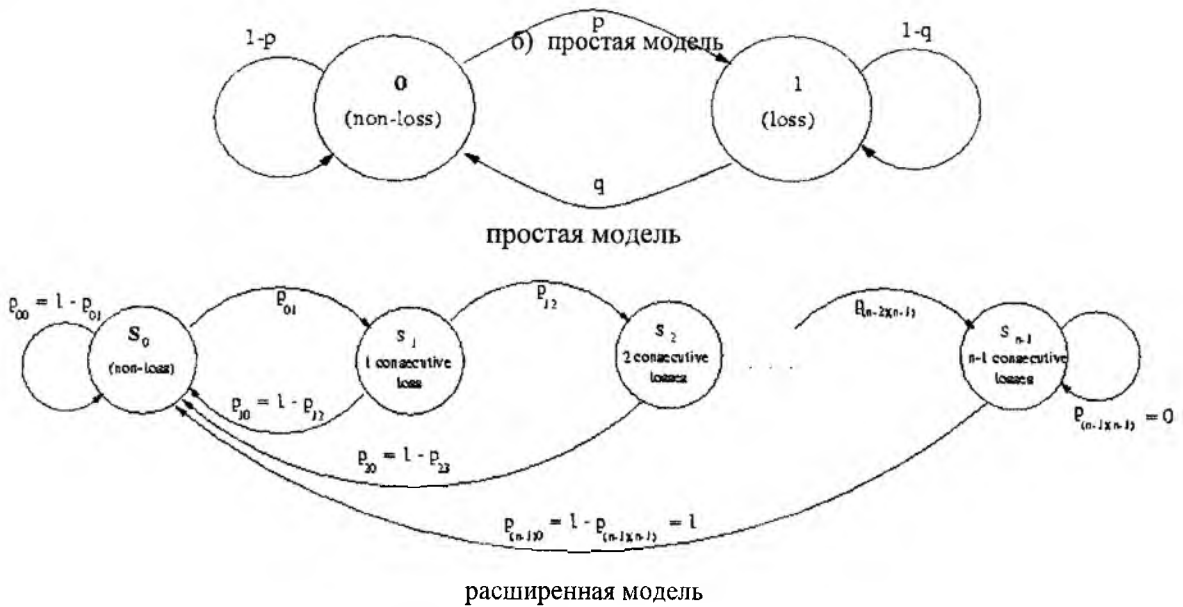 p
1-p
б) простая модель
1-q
0
(non-loss)
1
(loss)
q
простая модель
p₀₀ = 1 - p₀₁
p₀₁
p₁₂
p₍ₙ₋₂₎₍ₙ₋₁₎
S₀
(non-loss)
S₁
1 consecutive
loss
S₂
2 consecutive
losses
. . . .
Sₙ₋₁
n-1 consecutive
losses
p₁₀ = 1 - p₁₂
p₍ₙ₋₁₎₍ₙ₋₁₎ = 0
p₂₀ = 1 - p₂₃
p₍ₙ₋₁₎₀ = 1 - p₍ₙ₋₁₎₍ₙ₋₁₎ = 1
расширенная модель